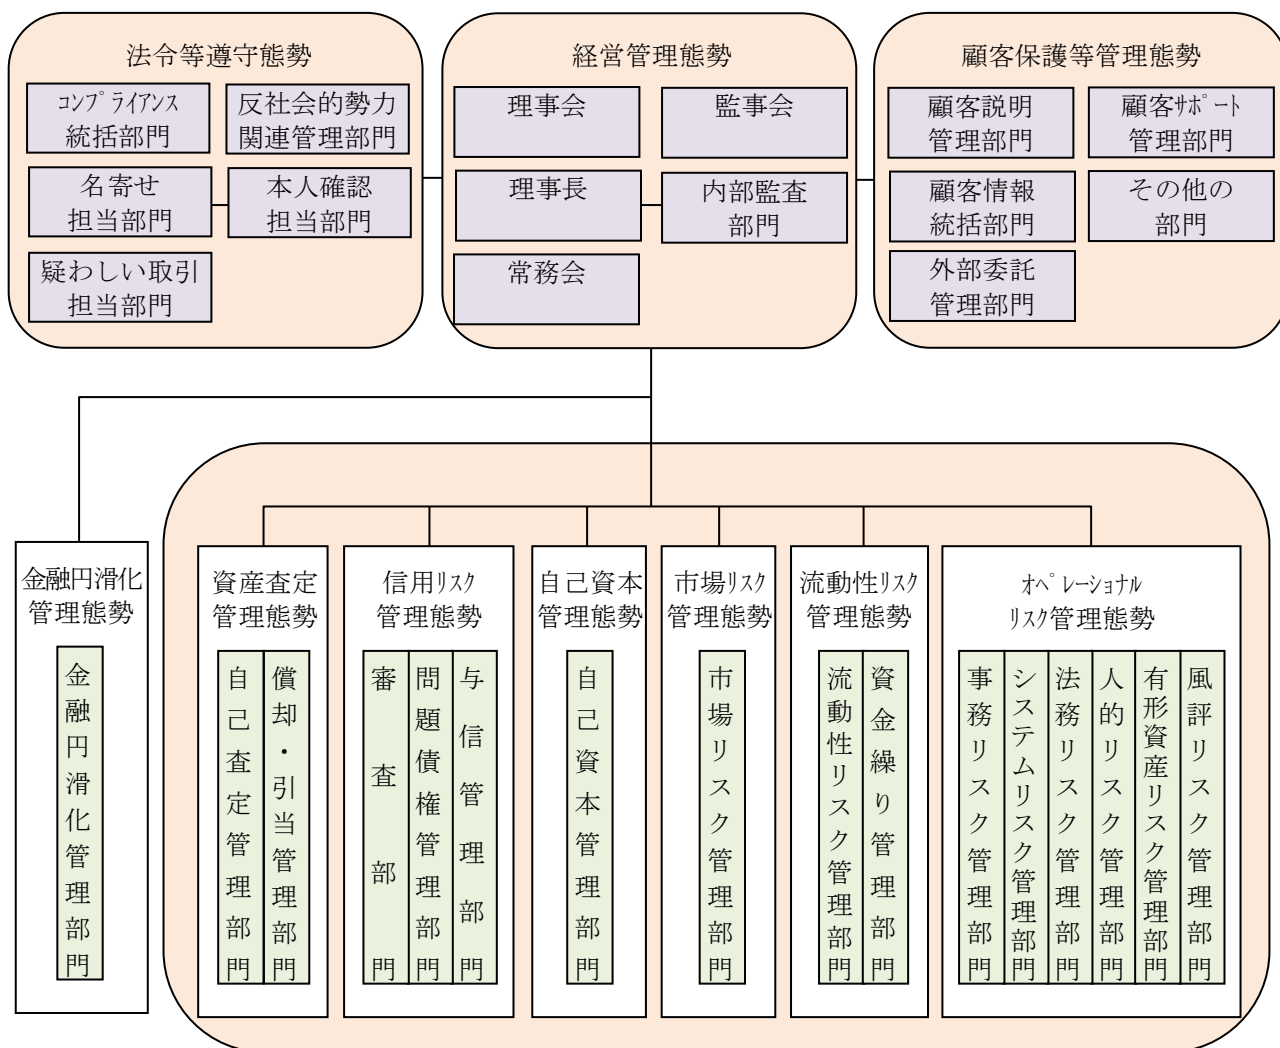 法令等遵守態勢
コンプライアンス
統括部門
反社会的勢力
関連管理部門
名寄せ
担当部門
本人確認
担当部門
疑わしい取引
担当部門
経営管理態勢
理事会
監事会
理事長
内部監査
部門
常務会
顧客保護等管理態勢
顧客説明
管理部門
顧客サポート
管理部門
顧客情報
統括部門
その他の
部門
外部委託
管理部門
金融円滑化
管理態勢
金融円滑化管理部門
資産査定
管理態勢
自己査定管理部門
償却・引当管理部門
信用リスク
管理態勢
審査部門
問題債権管理部門
与信管理部門
自己資本
管理態勢
自己資本管理部門
市場リスク
管理態勢
市場リスク管理部門
流動性リスク
管理態勢
流動性リスク管理部門
資金繰り管理部門
オペレーショナル
リスク管理態勢
事務リスク管理部門
システムリスク管理部門
法務リスク管理部門
人的リスク管理部門
有形資産リスク管理部門
風評リスク管理部門